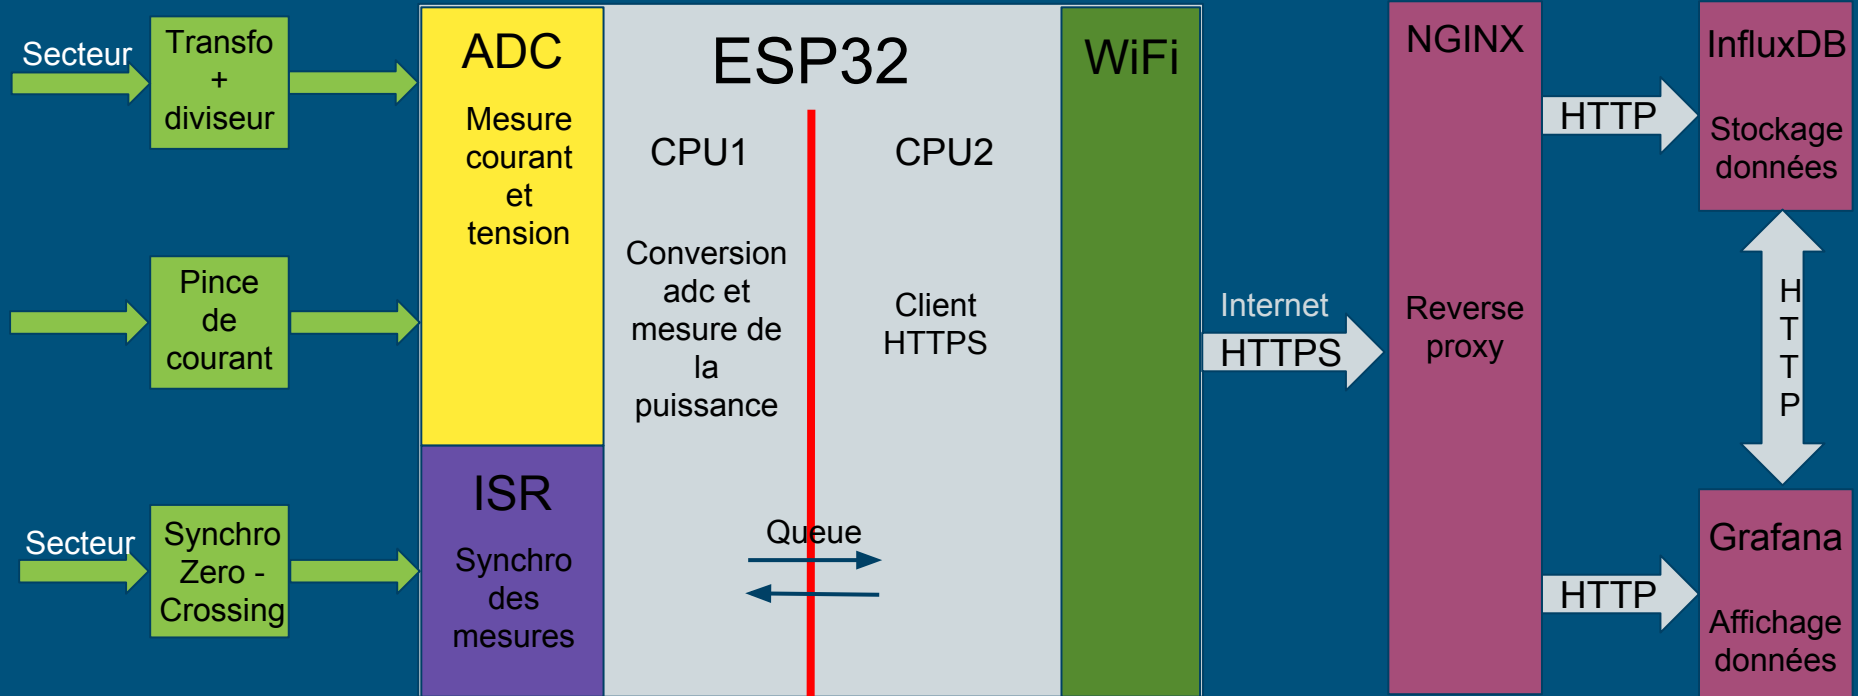 Secteur
Transfo
+
diviseur
Pince
de
courant
Secteur
Synchro
Zero -
Crossing
ADC
Mesure
courant
et
tension
ISR
Synchro
des
mesures
ESP32
CPU1
Conversion
adc et
mesure de
la
puissance
CPU2
Client
HTTPS
Queue
WiFi
Internet
HTTPS
NGINX
Reverse
proxy
HTTP
HTTP
InfluxDB
Stockage
données
H
T
T
P
Grafana
Affichage
données